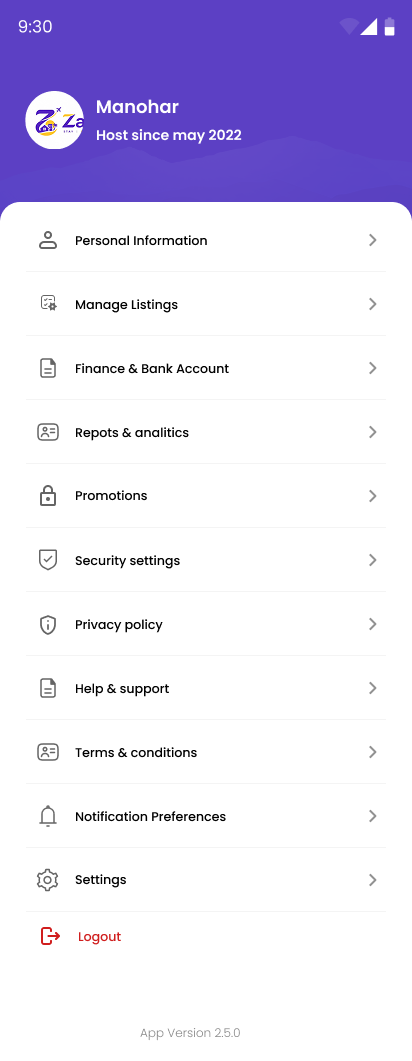 9:30
Manohar
Za
Host since may 2022
Personal Information
Manage Listings
Finance & Bank Account
Repots & analitics
Promotions
Security settings
Privacy policy
Help & support
Terms & conditions
Notification Preferences
Settings
Logout
App Version 2.5.0